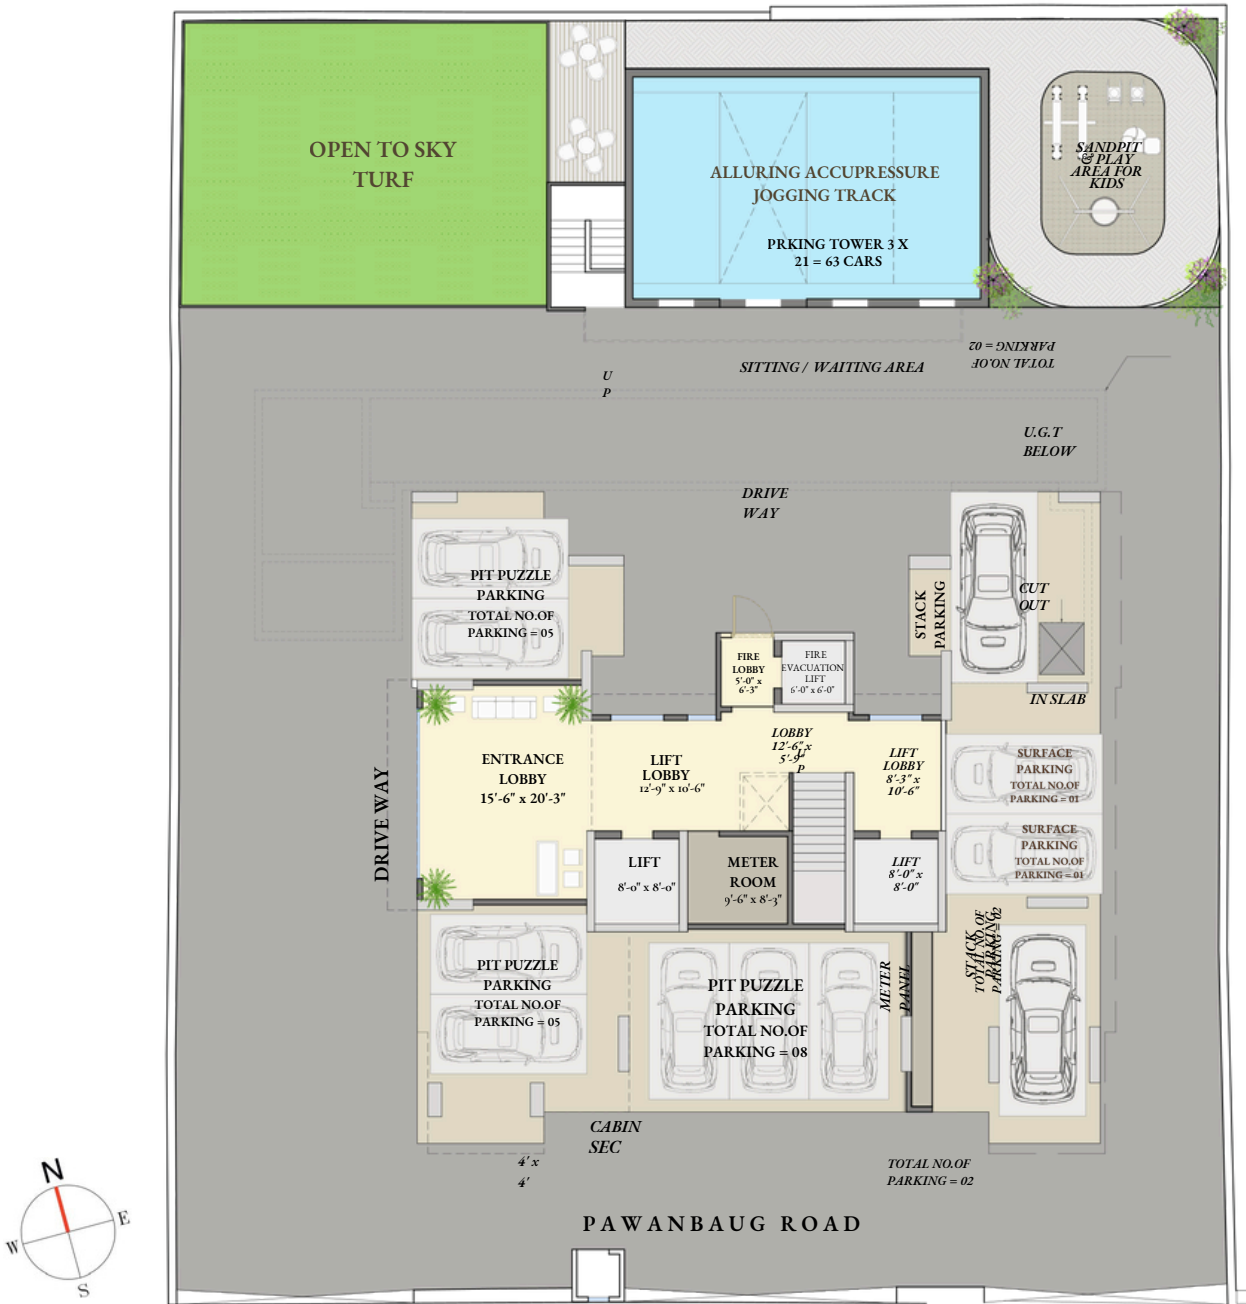 OPEN TO SKY
TURF
ALLURING ACCUPRESSURE
JOGGING TRACK
PRKING TOWER 3 X
21 = 63 CARS
SANDPIT
& PLAY
AREA FOR
KIDS
TOTAL NO.OF
PARKING = 02
SITTING / WAITING AREA
U
P
U.G.T
BELOW
DRIVE
WAY
PIT PUZZLE
PARKING
TOTAL NO.OF
PARKING = 05
STACK
PARKING
CUT
OUT
IN SLAB
FIRE
LOBBY
5'-0" x
6'-3"
FIRE
EVACUATION
LIFT
6'-0" x 6'-0"
LOBBY
12'-6" x
5'-9"
U
P
ENTRANCE
LOBBY
15'-6" x 20'-3"
LIFT
LOBBY
12'-9" x 10'-6"
LIFT
LOBBY
8'-3" x
10'-6"
SURFACE
PARKING
TOTAL NO.OF
PARKING = 01
SURFACE
PARKING
TOTAL NO.OF
PARKING = 01
DRIVE WAY
LIFT
8'-0" x 8'-0"
METER
ROOM
9'-6" x 8'-3"
LIFT
8'-0" x
8'-0"
STACK
PARKING
TOTAL NO.OF
PARKING = 02
PIT PUZZLE
PARKING
TOTAL NO.OF
PARKING = 05
PIT PUZZLE
PARKING
TOTAL NO.OF
PARKING = 08
METER
PANEL
CABIN
SEC
4' x
4'
TOTAL NO.OF
PARKING = 02
PAWANBAUG ROAD
N
E
W
S